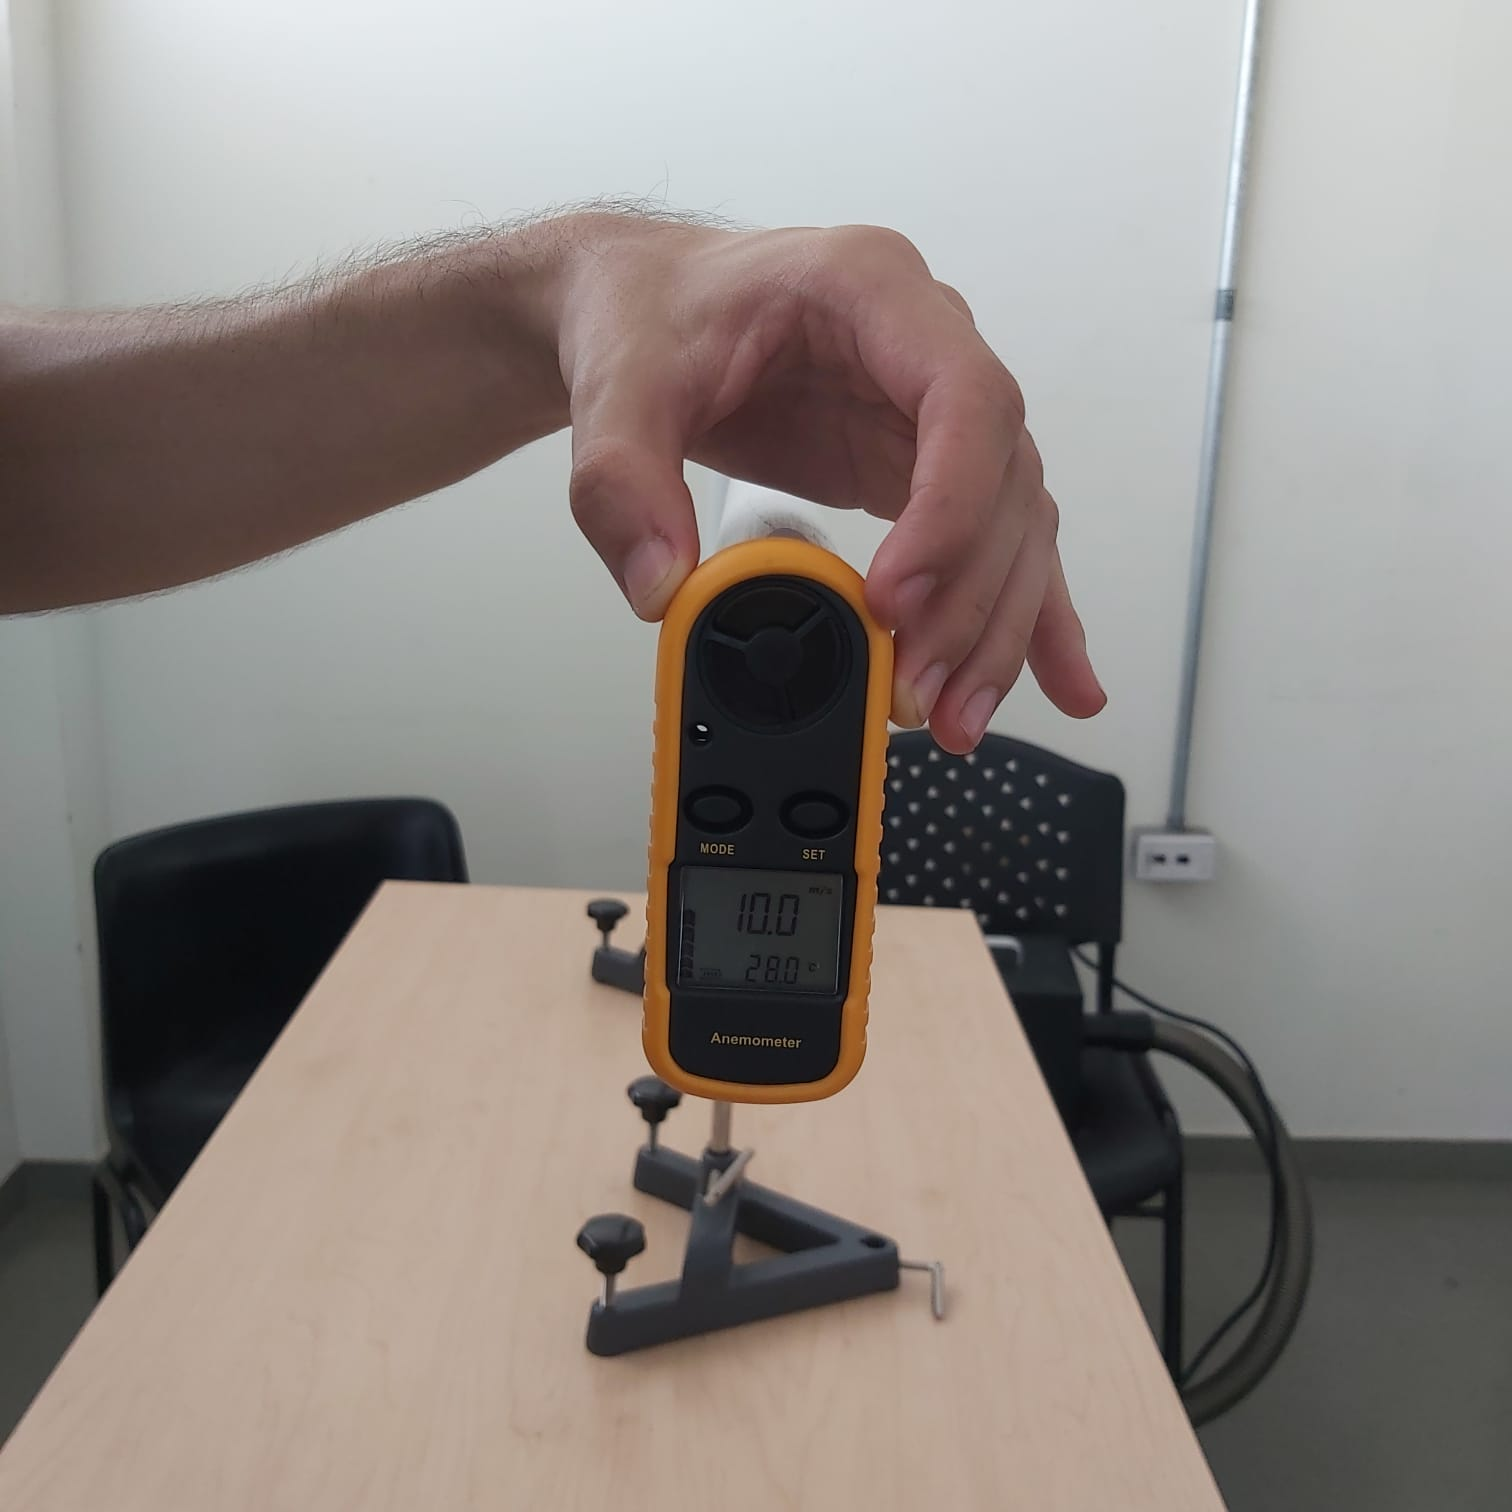 MODE SET
m/s
10.0
28.0 °C
Anemometer